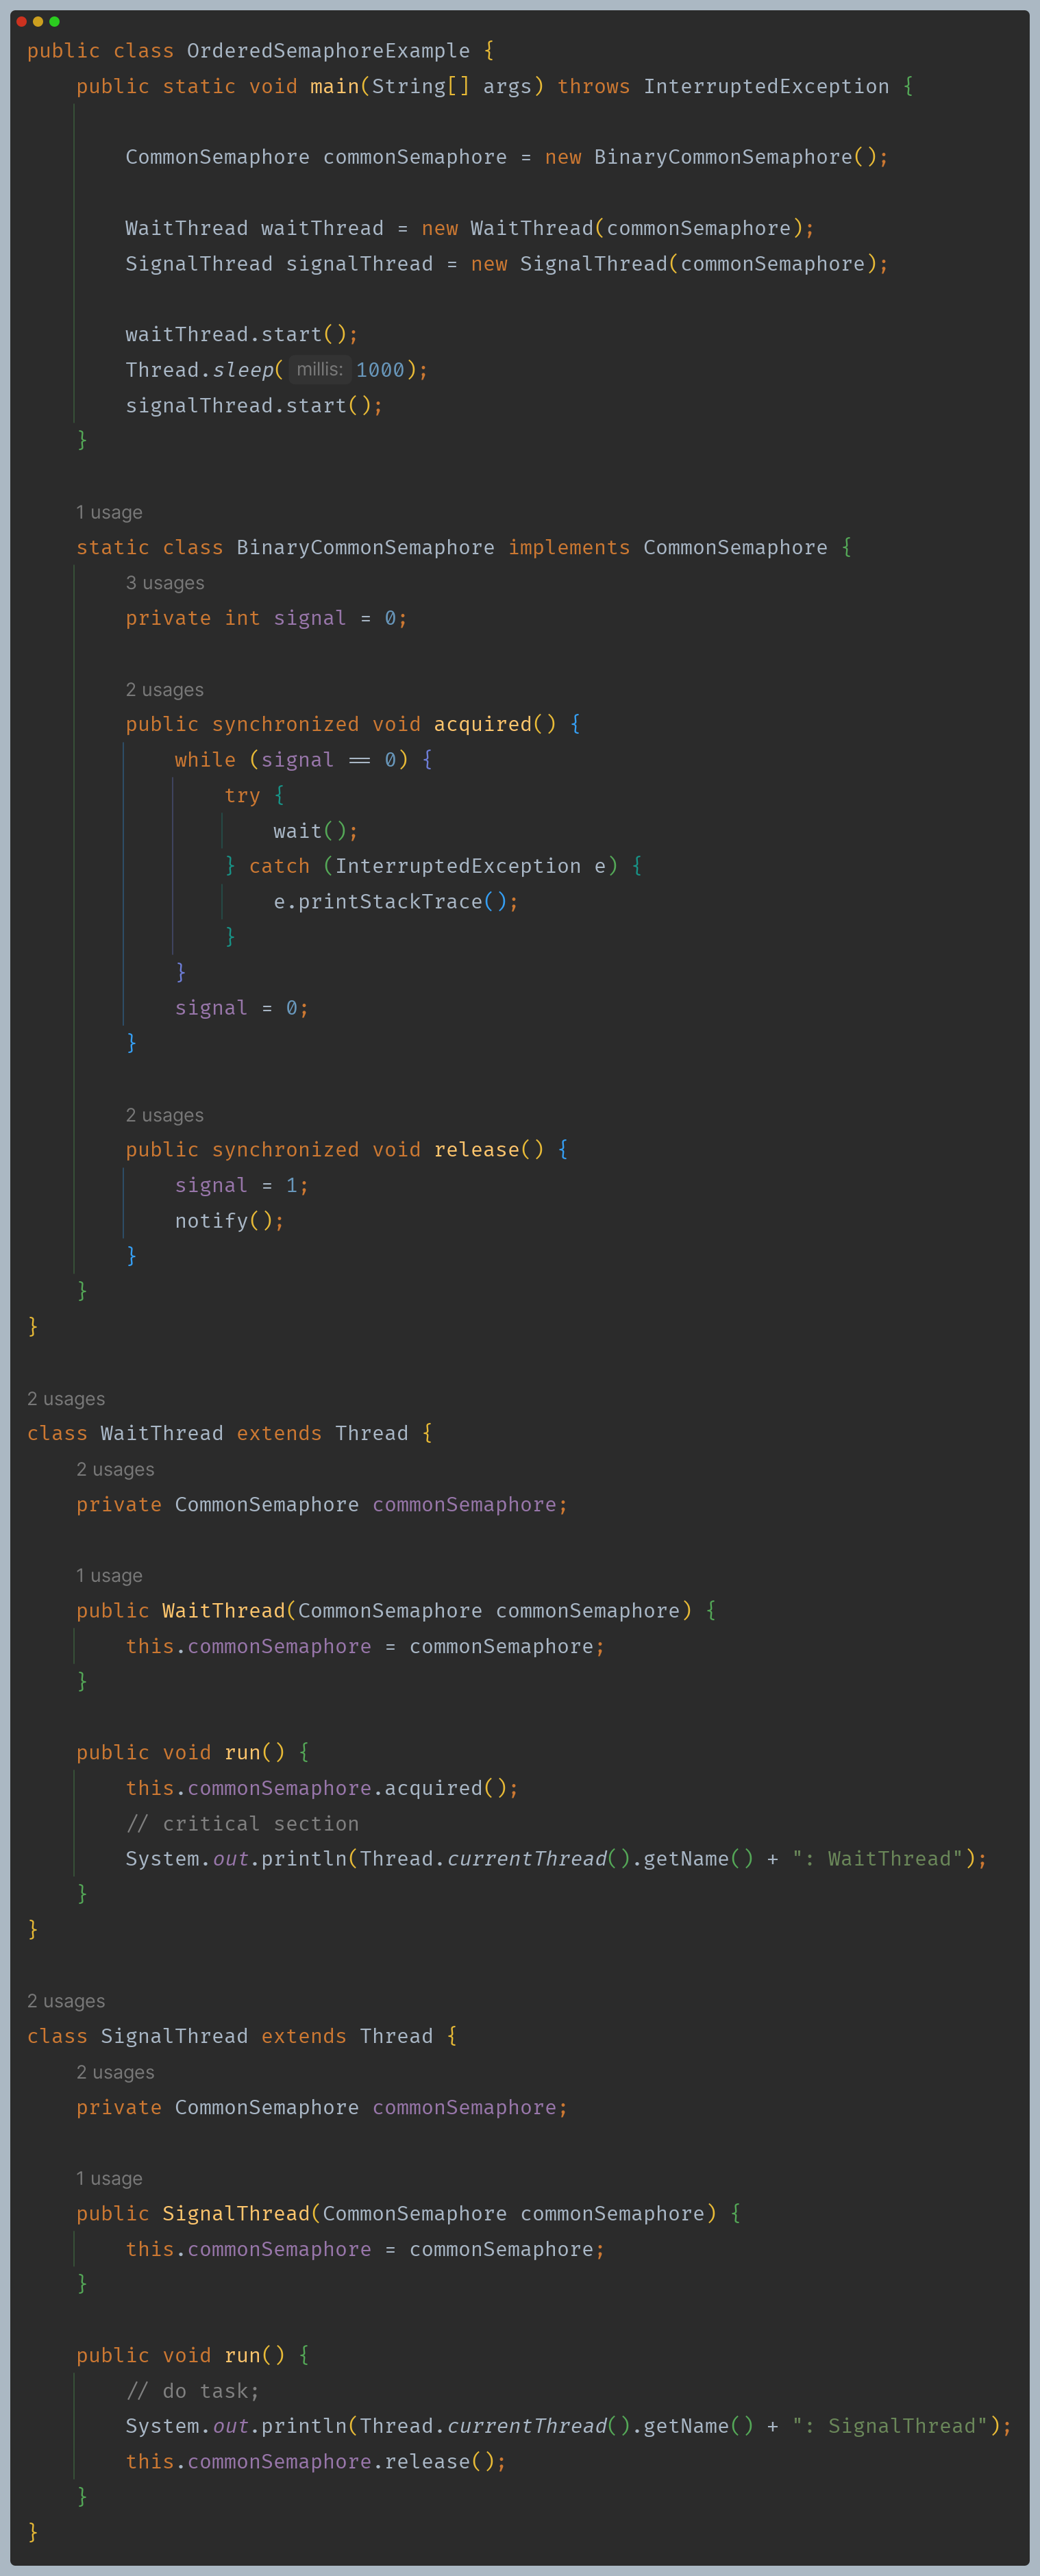 public class OrderedSemaphoreExample {
    public static void main(String[] args) throws InterruptedException {

        CommonSemaphore commonSemaphore = new BinaryCommonSemaphore();

        WaitThread waitThread = new WaitThread(commonSemaphore);
        SignalThread signalThread = new SignalThread(commonSemaphore);

        waitThread.start();
        Thread.sleep( millis: 1000);
        signalThread.start();
    }

    1 usage
    static class BinaryCommonSemaphore implements CommonSemaphore {
        3 usages
        private int signal = 0;

        2 usages
        public synchronized void acquired() {
            while (signal == 0) {
                try {
                    wait();
                } catch (InterruptedException e) {
                    e.printStackTrace();
                }
            }
            signal = 0;
        }

        2 usages
        public synchronized void release() {
            signal = 1;
            notify();
        }
    }
}

2 usages
class WaitThread extends Thread {
    2 usages
    private CommonSemaphore commonSemaphore;

    1 usage
    public WaitThread(CommonSemaphore commonSemaphore) {
        this.commonSemaphore = commonSemaphore;
    }

    public void run() {
        this.commonSemaphore.acquired();
        // critical section
        System.out.println(Thread.currentThread().getName() + ": WaitThread");
    }
}

2 usages
class SignalThread extends Thread {
    2 usages
    private CommonSemaphore commonSemaphore;

    1 usage
    public SignalThread(CommonSemaphore commonSemaphore) {
        this.commonSemaphore = commonSemaphore;
    }

    public void run() {
        // do task;
        System.out.println(Thread.currentThread().getName() + ": SignalThread");
        this.commonSemaphore.release();
    }
}